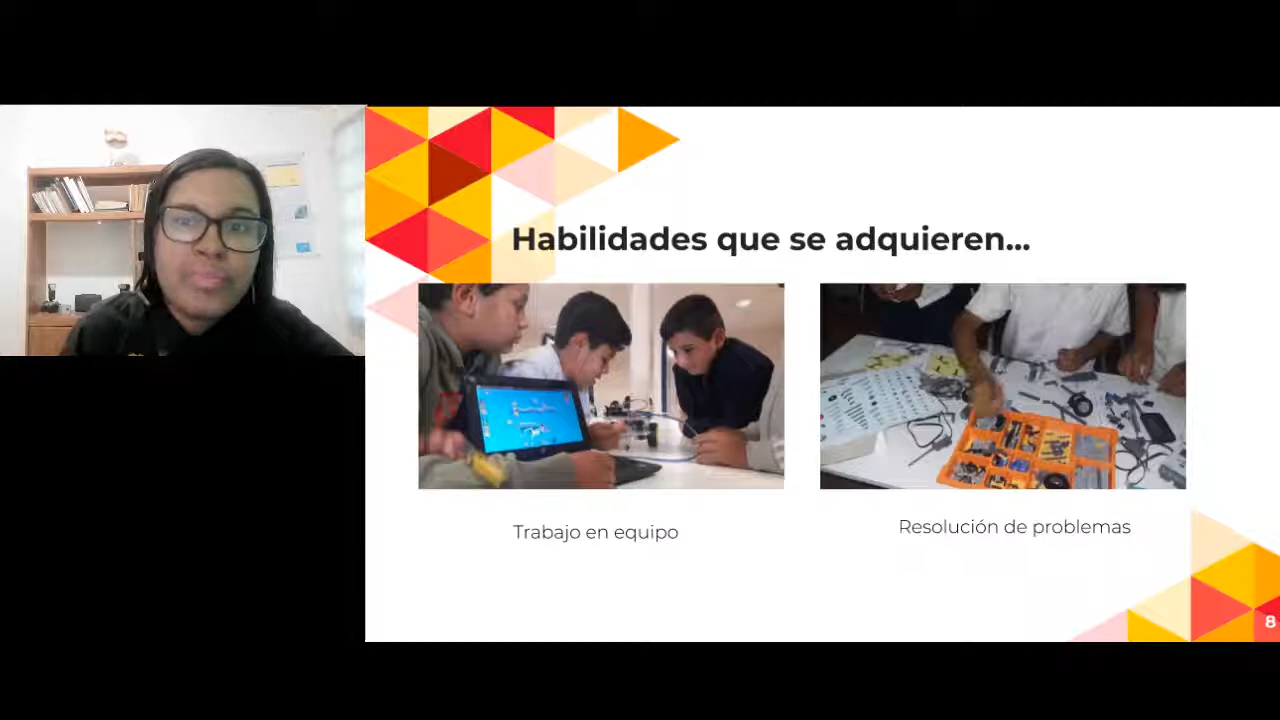 Habilidades que se adquieren...
Trabajo en equipo
Resolución de problemas
8